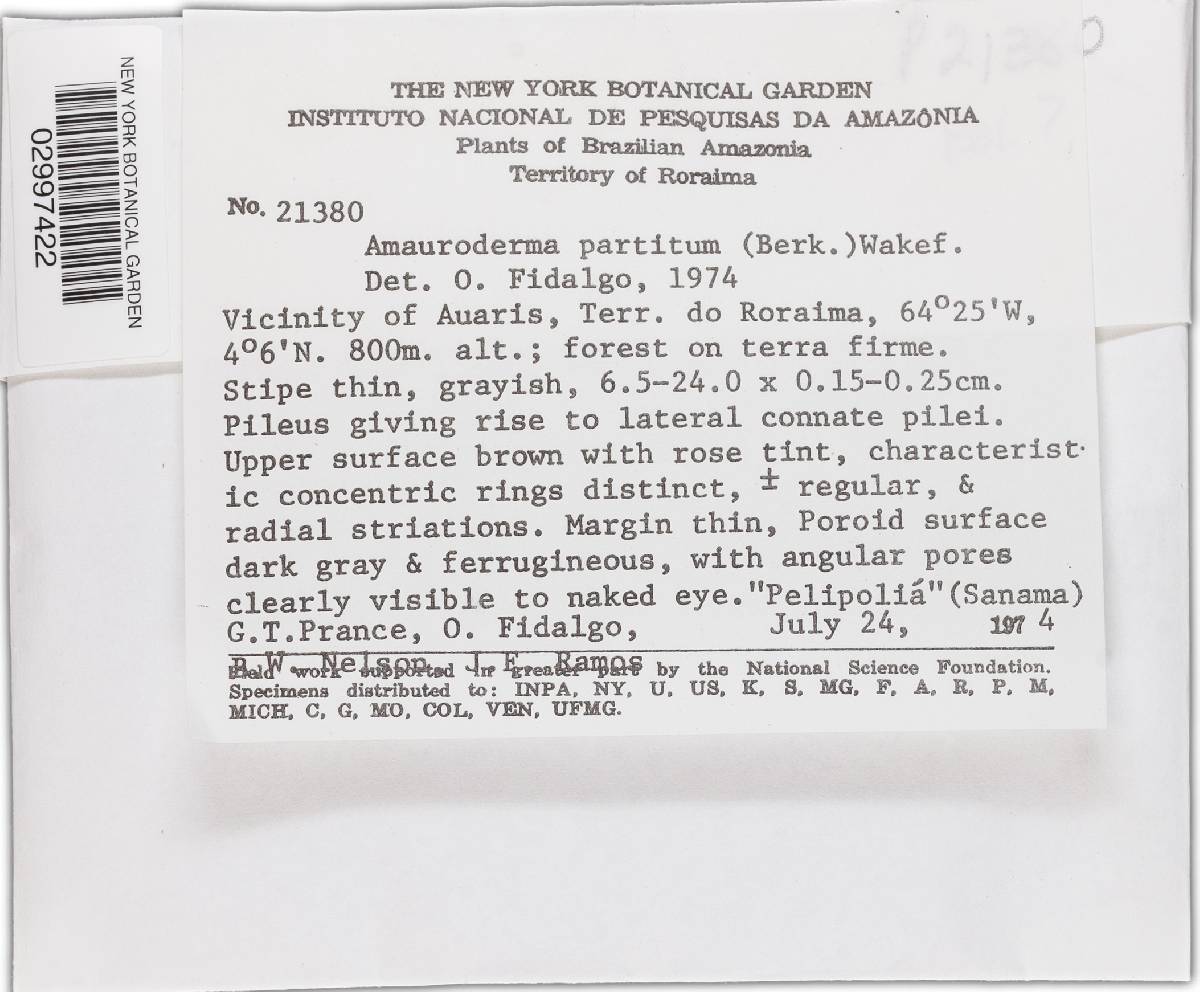 NEW YORK BOTANICAL GARDEN
02997422
THE NEW YORK BOTANICAL GARDEN
INSTITUTO NACIONAL DE PESQUISAS DA AMAZÔNIA
Plants of Brazilian Amazonia
Territory of Roraima
No. 21380
Amauroderma partitum (Berk.)Wakef.
Det. O. Fidalgo, 1974
Vicinity of Auaris, Terr. do Roraima, 64°25'W,
4°6'N. 800m. alt.; forest on terra firme.
Stipe thin, grayish, 6.5-24.0 x 0.15-0.25cm.
Pileus giving rise to lateral connate pilei.
Upper surface brown with rose tint, characterist-
ic concentric rings distinct, ± regular, &
radial striations. Margin thin, Poroid surface
dark gray & ferrugineous, with angular pores
clearly visible to naked eye."Pelipoliá"(Sanama)
G.T.Prance, O. Fidalgo, July 24, 1974
B.W. Nelson, J.F. Ramos
Field work supported in greater part by the National Science Foundation.
Specimens distributed to: INPA, NY, U, US, K, S, MG, F, A, R, P, M,
MICH, C, G, MO, COL, VEN, UFMG.